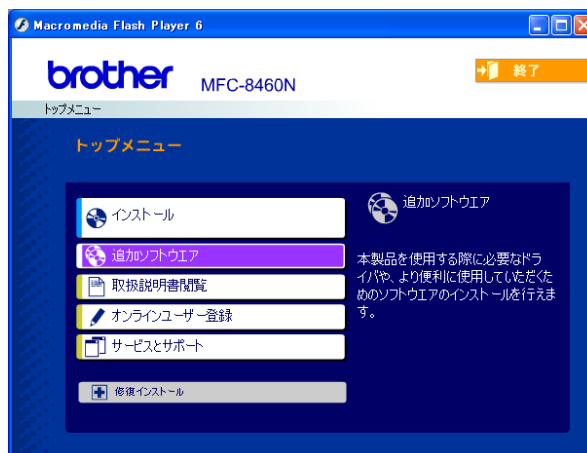 Macromedia Flash Player 6
brother
MFC-8460N
終了
トップメニュー
トップメニュー
インストール
追加ソフトウエア
取扱説明書閲覧
オンラインユーザー登録
サービスとサポート
修復インストール
追加ソフトウエア
本製品を使用する際に必要なドラ
イバや、より便利に使用していただくた
めのソフトウエアのインストールを行えま
す。